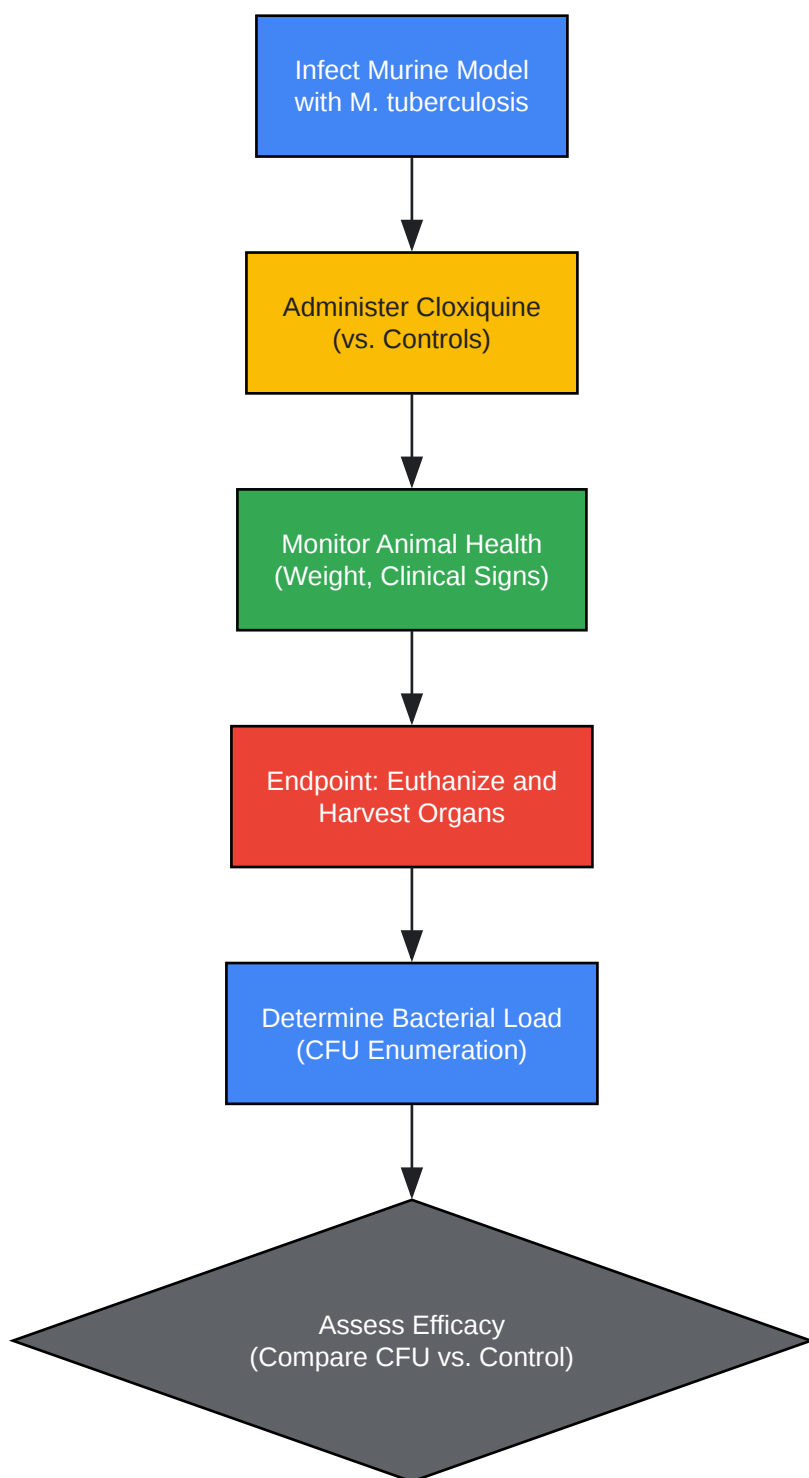 Infect Murine Model
with M. tuberculosis
Administer Cloxiquine
(vs. Controls)
Monitor Animal Health
(Weight, Clinical Signs)
Endpoint: Euthanize and
Harvest Organs
Determine Bacterial Load
(CFU Enumeration)
Assess Efficacy
(Compare CFU vs. Control)